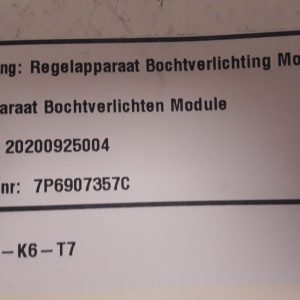 ng: Regelapparaat Bochtverlichting Mo
araat Bochtverlichten Module
20200925004
nr: 7P6907357C
-K6-T7